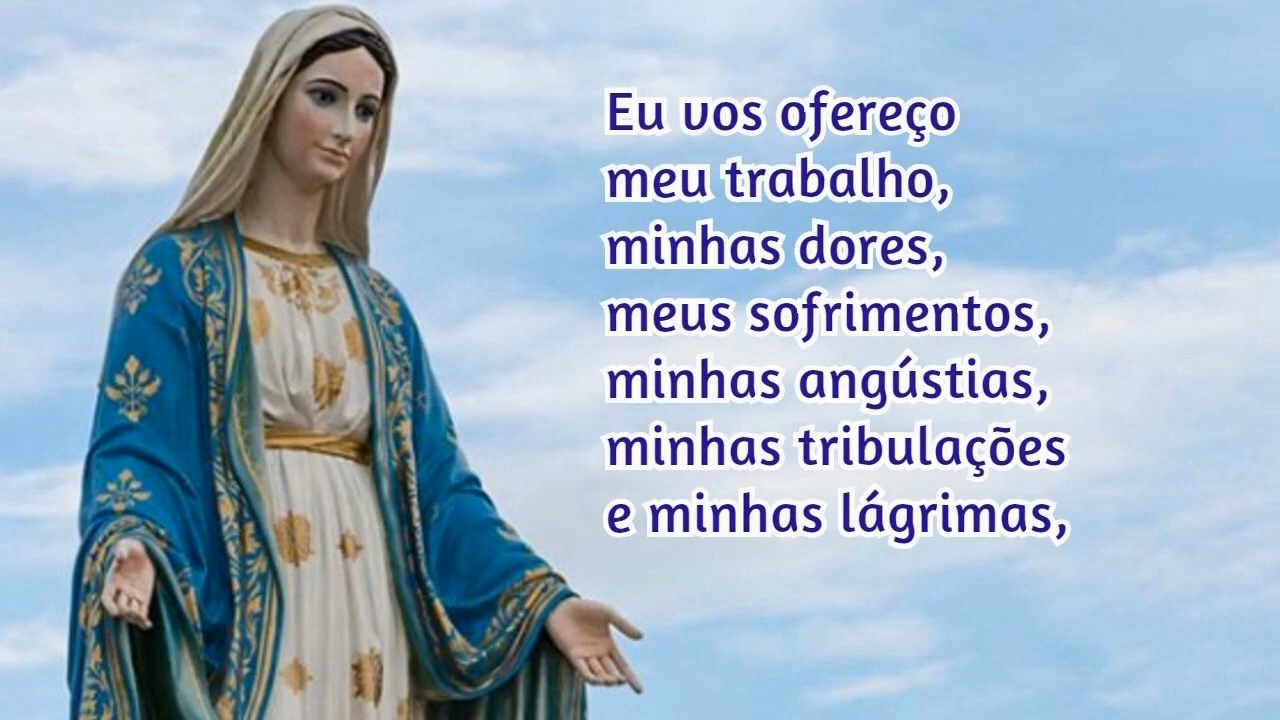 Eu vos ofereço
meu trabalho,
minhas dores,
meus sofrimentos,
minhas angústias,
minhas tribulações
e minhas lágrimas,